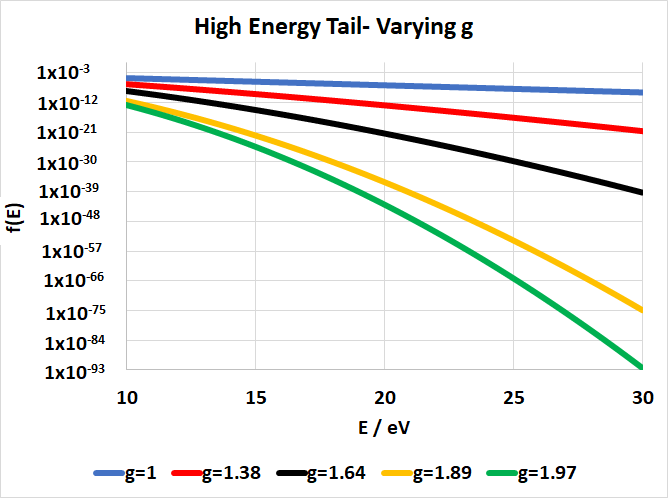 High Energy Tail- Varying g
1x10-3
1x10-12
1x10-21
1x10-30
1x10-39
1x10-48
1x10-57
1x10-66
1x10-75
1x10-84
1x10-93
f(E)
10 15 20 25 30
E / eV
g=1 g=1.38 g=1.64 g=1.89 g=1.97